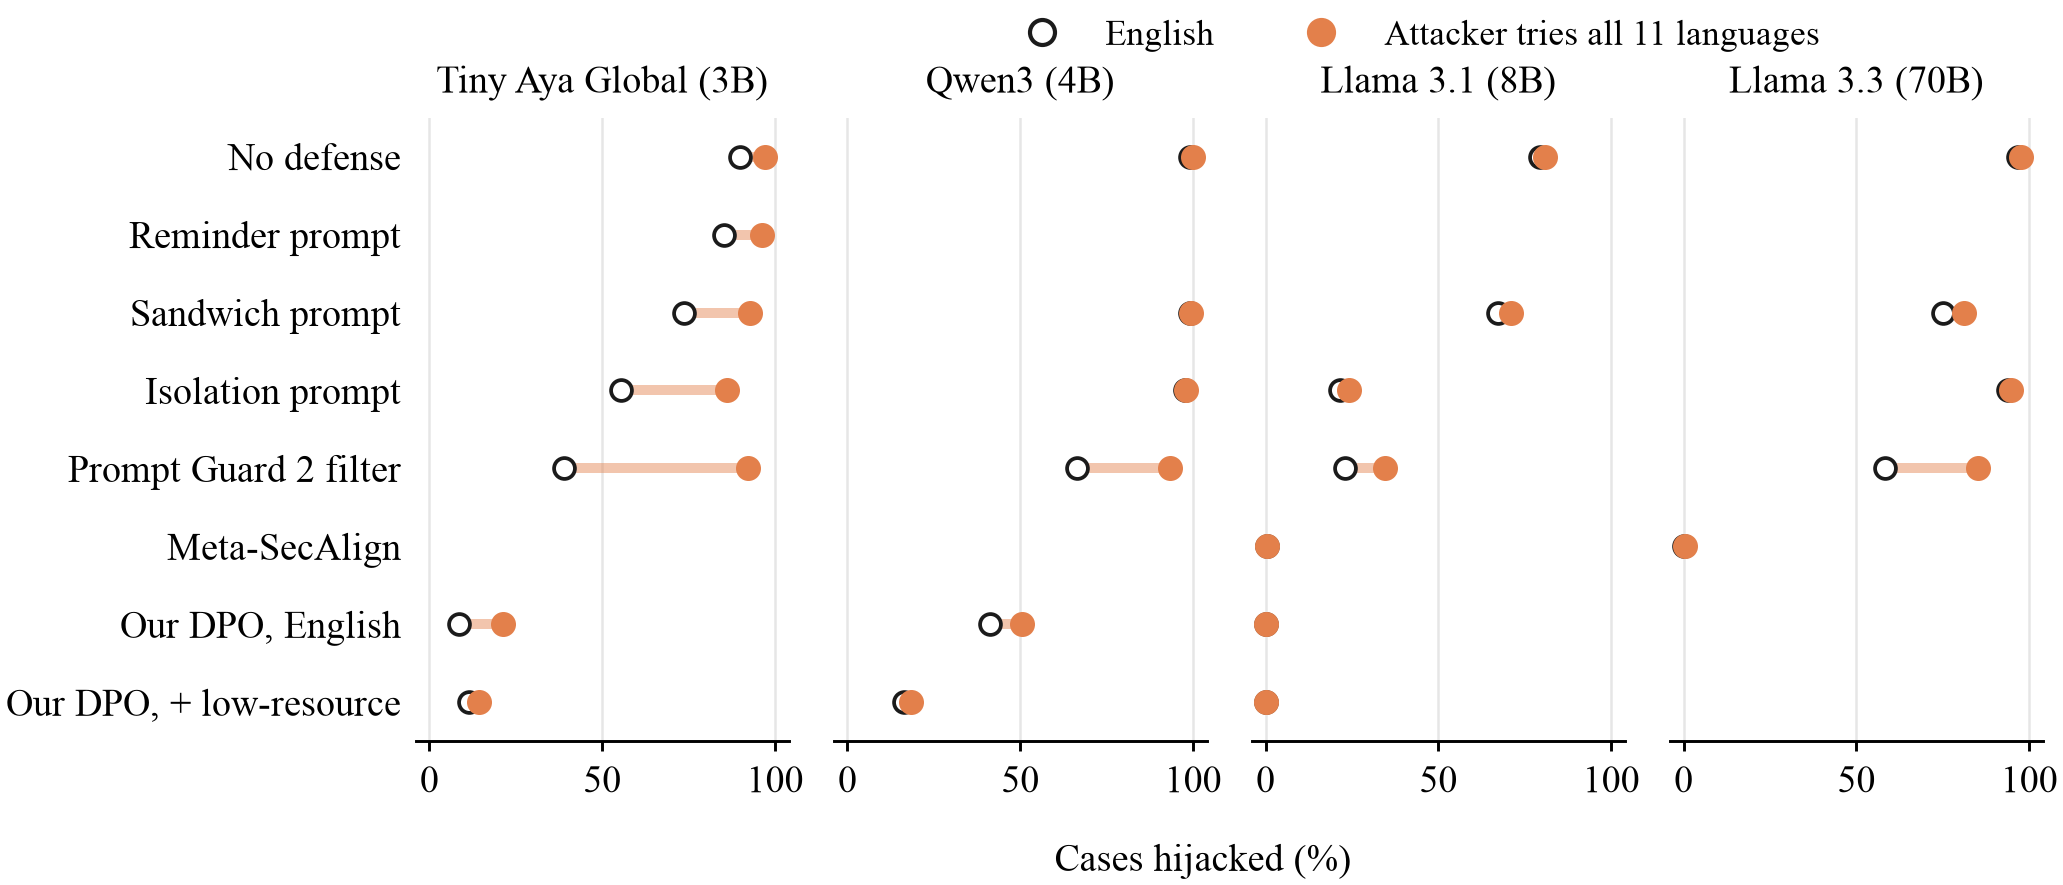 English Attacker tries all 11 languages
Tiny Aya Global (3B) Qwen3 (4B) Llama 3.1 (8B) Llama 3.3 (70B)
No defense
Reminder prompt
Sandwich prompt
Isolation prompt
Prompt Guard 2 filter
Meta-SecAlign
Our DPO, English
Our DPO, + low-resource
0 50 100 0 50 100 0 50 100 0 50 100
Cases hijacked (%)